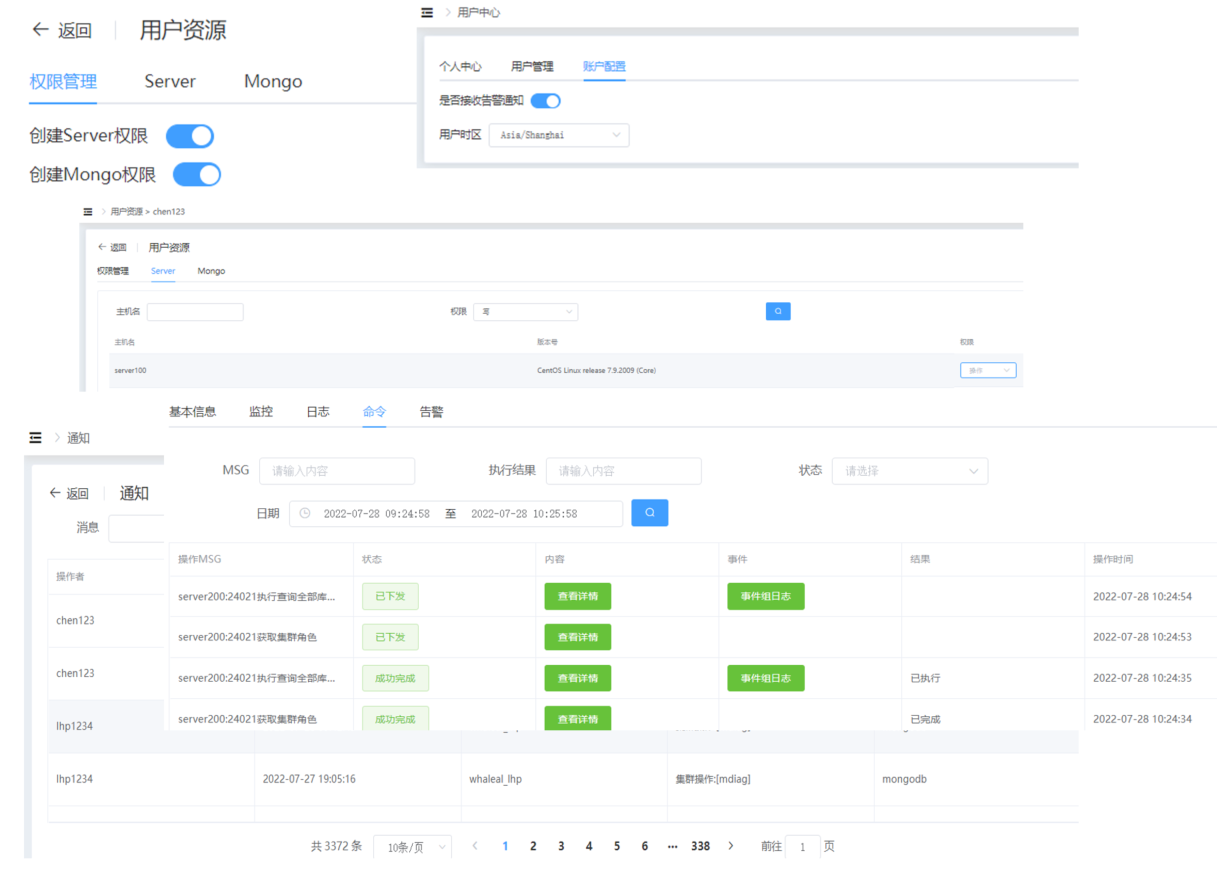 ← 返回 | 用户资源
权限管理 Server Mongo
创建Server权限
创建Mongo权限
> 用户中心
个人中心 用户管理 账户配置
是否接收告警通知
用户时区 Asia/Shanghai
> 用户资源 > chen123
← 返回 | 用户资源
权限管理 Server Mongo
主机名 权限 写
主机名 版本号 权限
server100 CentOS Linux release 7.9.2009 (Core) 操作
基本信息 监控 日志 命令 告警
MSG 请输入内容 执行结果 请输入内容 状态 请选择
日期 2022-07-28 09:24:58 至 2022-07-28 10:25:58
操作MSG 状态 内容 事件 结果 操作时间
server200:24021执行查询全部库... 已下发 查看详情 事件组日志 2022-07-28 10:24:54
server200:24021获取集群角色 已下发 查看详情 2022-07-28 10:24:53
server200:24021执行查询全部库... 成功完成 查看详情 事件组日志 已执行 2022-07-28 10:24:35
server200:24021获取集群角色 成功完成 查看详情 已完成 2022-07-28 10:24:34
> 通知
← 返回 | 通知
消息
操作者
chen123
chen123
lhp1234
lhp1234 2022-07-27 19:05:16 whaleal_lhp 集群操作:[mdiag] mongodb
共 3372 条 10条/页 < 1 2 3 4 5 6 ··· 338 > 前往 1 页